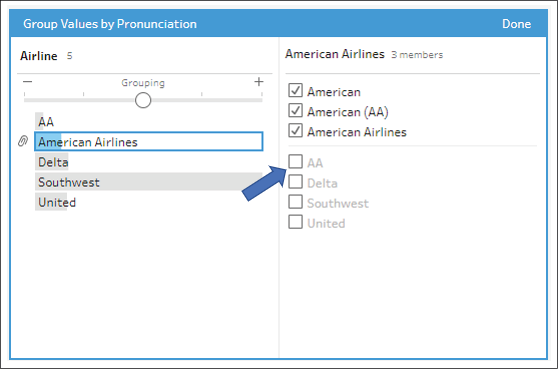 Group Values by Pronunciation Done
Airline 5
Grouping
− +
AA
American Airlines
Delta
Southwest
United
American Airlines 3 members
American
American (AA)
American Airlines
AA
Delta
Southwest
United